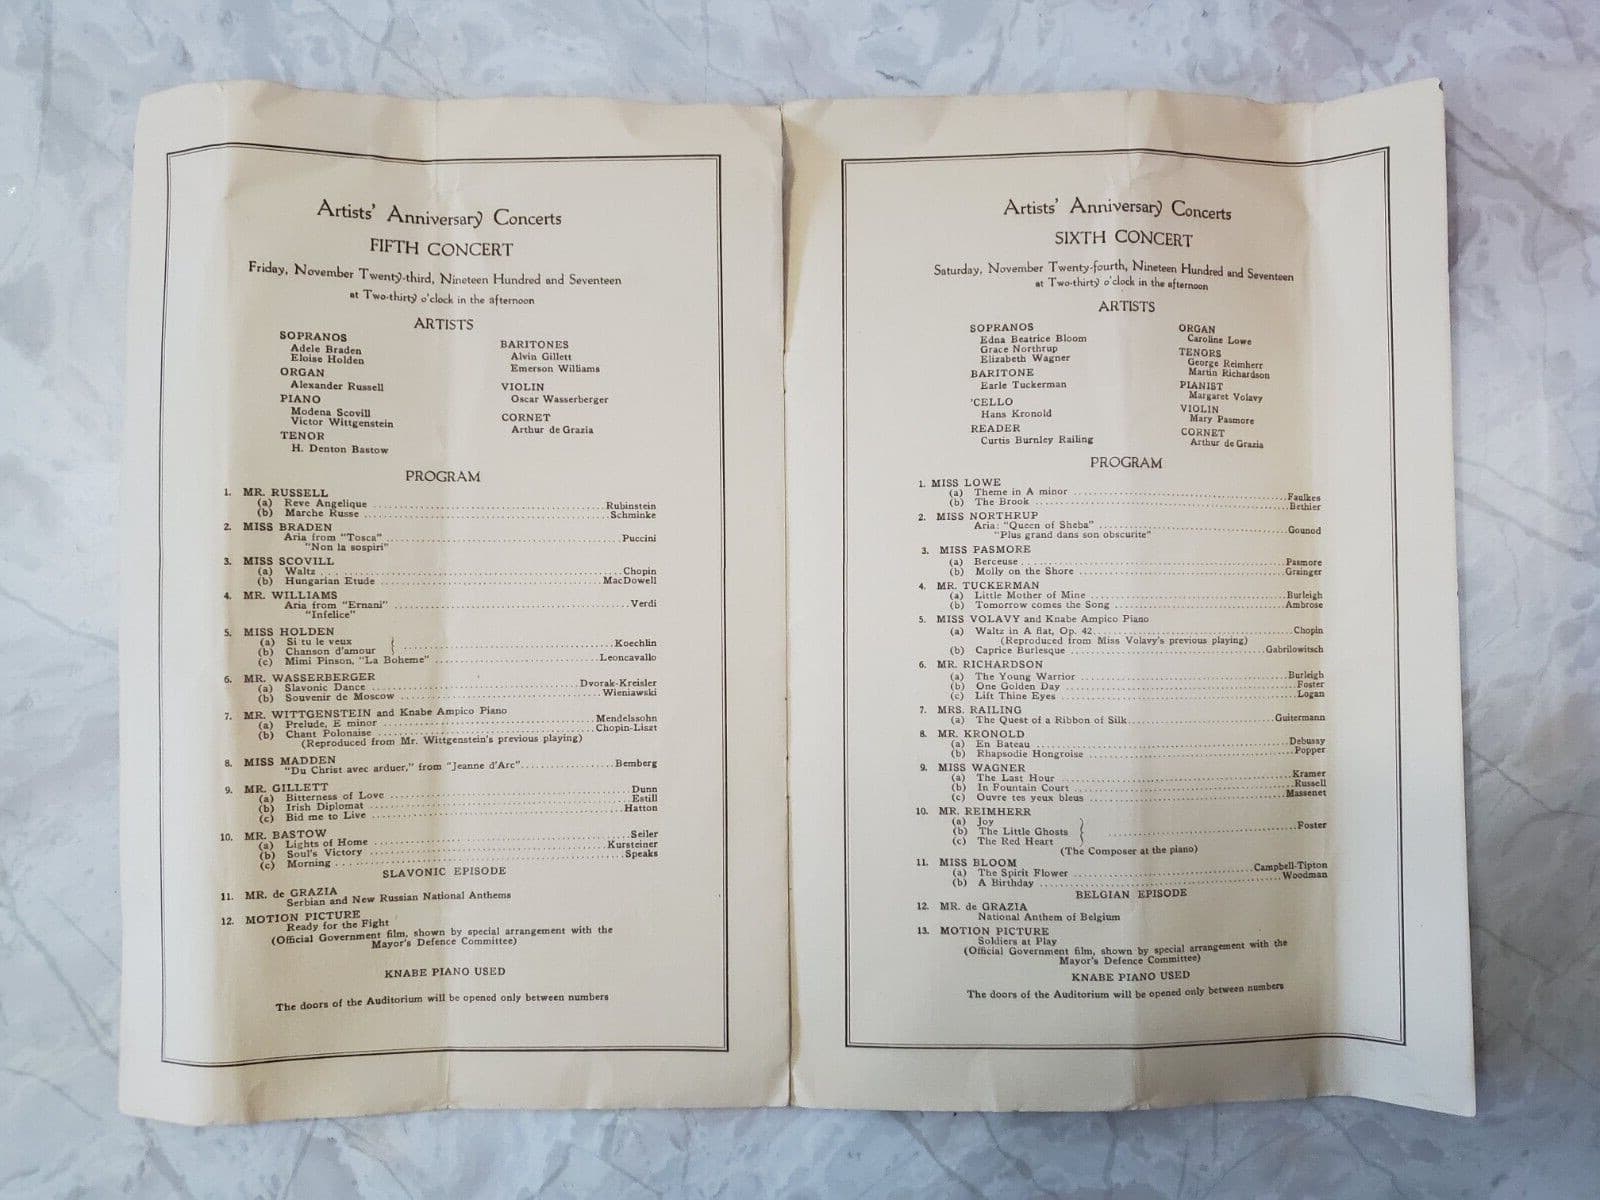 Artists' Anniversary Concerts
FIFTH CONCERT
Friday, November Twenty-third, Nineteen Hundred and Seventeen
at Two-thirty o'clock in the afternoon
ARTISTS
SOPRANOS
Adele Braden
Eloise Holden
ORGAN
Alexander Russell
PIANO
Modena Scovill
Victor Wittgenstein
TENOR
H. Denton Bastow
BARITONES
Alvin Gillett
Emerson Williams
VIOLIN
Oscar Wasserberger
CORNET
Arthur de Grazia
PROGRAM
1. MR. RUSSELL
(a) Reve Angelique ........ Rubinstein
(b) Marche Russe ........ Schminke
2. MISS BRADEN
Aria from "Tosca" ........ Puccini
"Non la sospiri"
3. MISS SCOVILL
(a) Waltz ........ Chopin
(b) Hungarian Etude ........ MacDowell
4. MR. WILLIAMS
Aria from "Ernani" ........ Verdi
"Infelice"
5. MISS HOLDEN
(a) Si tu le veux
(b) Chanson d'amour ........ Koechlin
(c) Mimi Pinson, "La Boheme" ........ Leoncavallo
6. MR. WASSERBERGER
(a) Slavonic Dance ........ Dvorak-Kreisler
(b) Souvenir de Moscow ........ Wieniawski
7. MR. WITTGENSTEIN and Knabe Ampico Piano
(a) Prelude, E minor ........ Mendelssohn
(b) Chant Polonaise ........ Chopin-Liszt
(Reproduced from Mr. Wittgenstein's previous playing)
8. MISS MADDEN
"Du Christ avec arduer," from "Jeanne d'Arc" ........ Bemberg
9. MR. GILLETT
(a) Bitterness of Love ........ Dunn
(b) Irish Diplomat ........ Estill
(c) Bid me to Live ........ Hatton
10. MR. BASTOW
(a) Lights of Home ........ Seiler
(b) Soul's Victory ........ Kursteiner
(c) Morning ........ Speaks
SLAVONIC EPISODE
11. MR. de GRAZIA
Serbian and New Russian National Anthems
12. MOTION PICTURE
Ready for the Fight
(Official Government film, shown by special arrangement with the
Mayor's Defence Committee)
KNABE PIANO USED
The doors of the Auditorium will be opened only between numbers
Artists' Anniversary Concerts
SIXTH CONCERT
Saturday, November Twenty-fourth, Nineteen Hundred and Seventeen
at Two-thirty o'clock in the afternoon
ARTISTS
SOPRANOS
Edna Beatrice Bloom
Grace Northrup
Elizabeth Wagner
BARITONE
Earle Tuckerman
'CELLO
Hans Kronold
READER
Curtis Burnley Railing
ORGAN
Caroline Lowe
TENORS
George Reimherr
Martin Richardson
PIANIST
Margaret Volavy
VIOLIN
Mary Pasmore
CORNET
Arthur de Grazia
PROGRAM
1. MISS LOWE
(a) Theme in A minor ........ Faulkes
(b) The Brook ........ Bethier
2. MISS NORTHRUP
Aria: "Queen of Sheba" ........ Gounod
"Plus grand dans son obscurite"
3. MISS PASMORE
(a) Berceuse ........ Pasmore
(b) Molly on the Shore ........ Grainger
4. MR. TUCKERMAN
(a) Little Mother of Mine ........ Burleigh
(b) Tomorrow comes the Song ........ Ambrose
5. MISS VOLAVY and Knabe Ampico Piano
(a) Waltz in A flat, Op. 42 ........ Chopin
(Reproduced from Miss Volavy's previous playing)
(b) Caprice Burlesque ........ Gabrilowitsch
6. MR. RICHARDSON
(a) The Young Warrior ........ Burleigh
(b) One Golden Day ........ Foster
(c) Lift Thine Eyes ........ Logan
7. MRS. RAILING
(a) The Quest of a Ribbon of Silk ........ Guitermann
8. MR. KRONOLD
(a) En Bateau ........ Debussy
(b) Rhapsodie Hongroise ........ Popper
9. MISS WAGNER
(a) The Last Hour ........ Kramer
(b) In Fountain Court ........ Russell
(c) Ouvre tes yeux bleus ........ Massenet
10. MR. REIMHERR
(a) Joy
(b) The Little Ghosts ........ Foster
(c) The Red Heart
(The Composer at the piano)
11. MISS BLOOM
(a) The Spirit Flower ........ Campbell-Tipton
(b) A Birthday ........ Woodman
BELGIAN EPISODE
12. MR. de GRAZIA
National Anthem of Belgium
13. MOTION PICTURE
Soldiers at Play
(Official Government film, shown by special arrangement with the
Mayor's Defence Committee)
KNABE PIANO USED
The doors of the Auditorium will be opened only between numbers